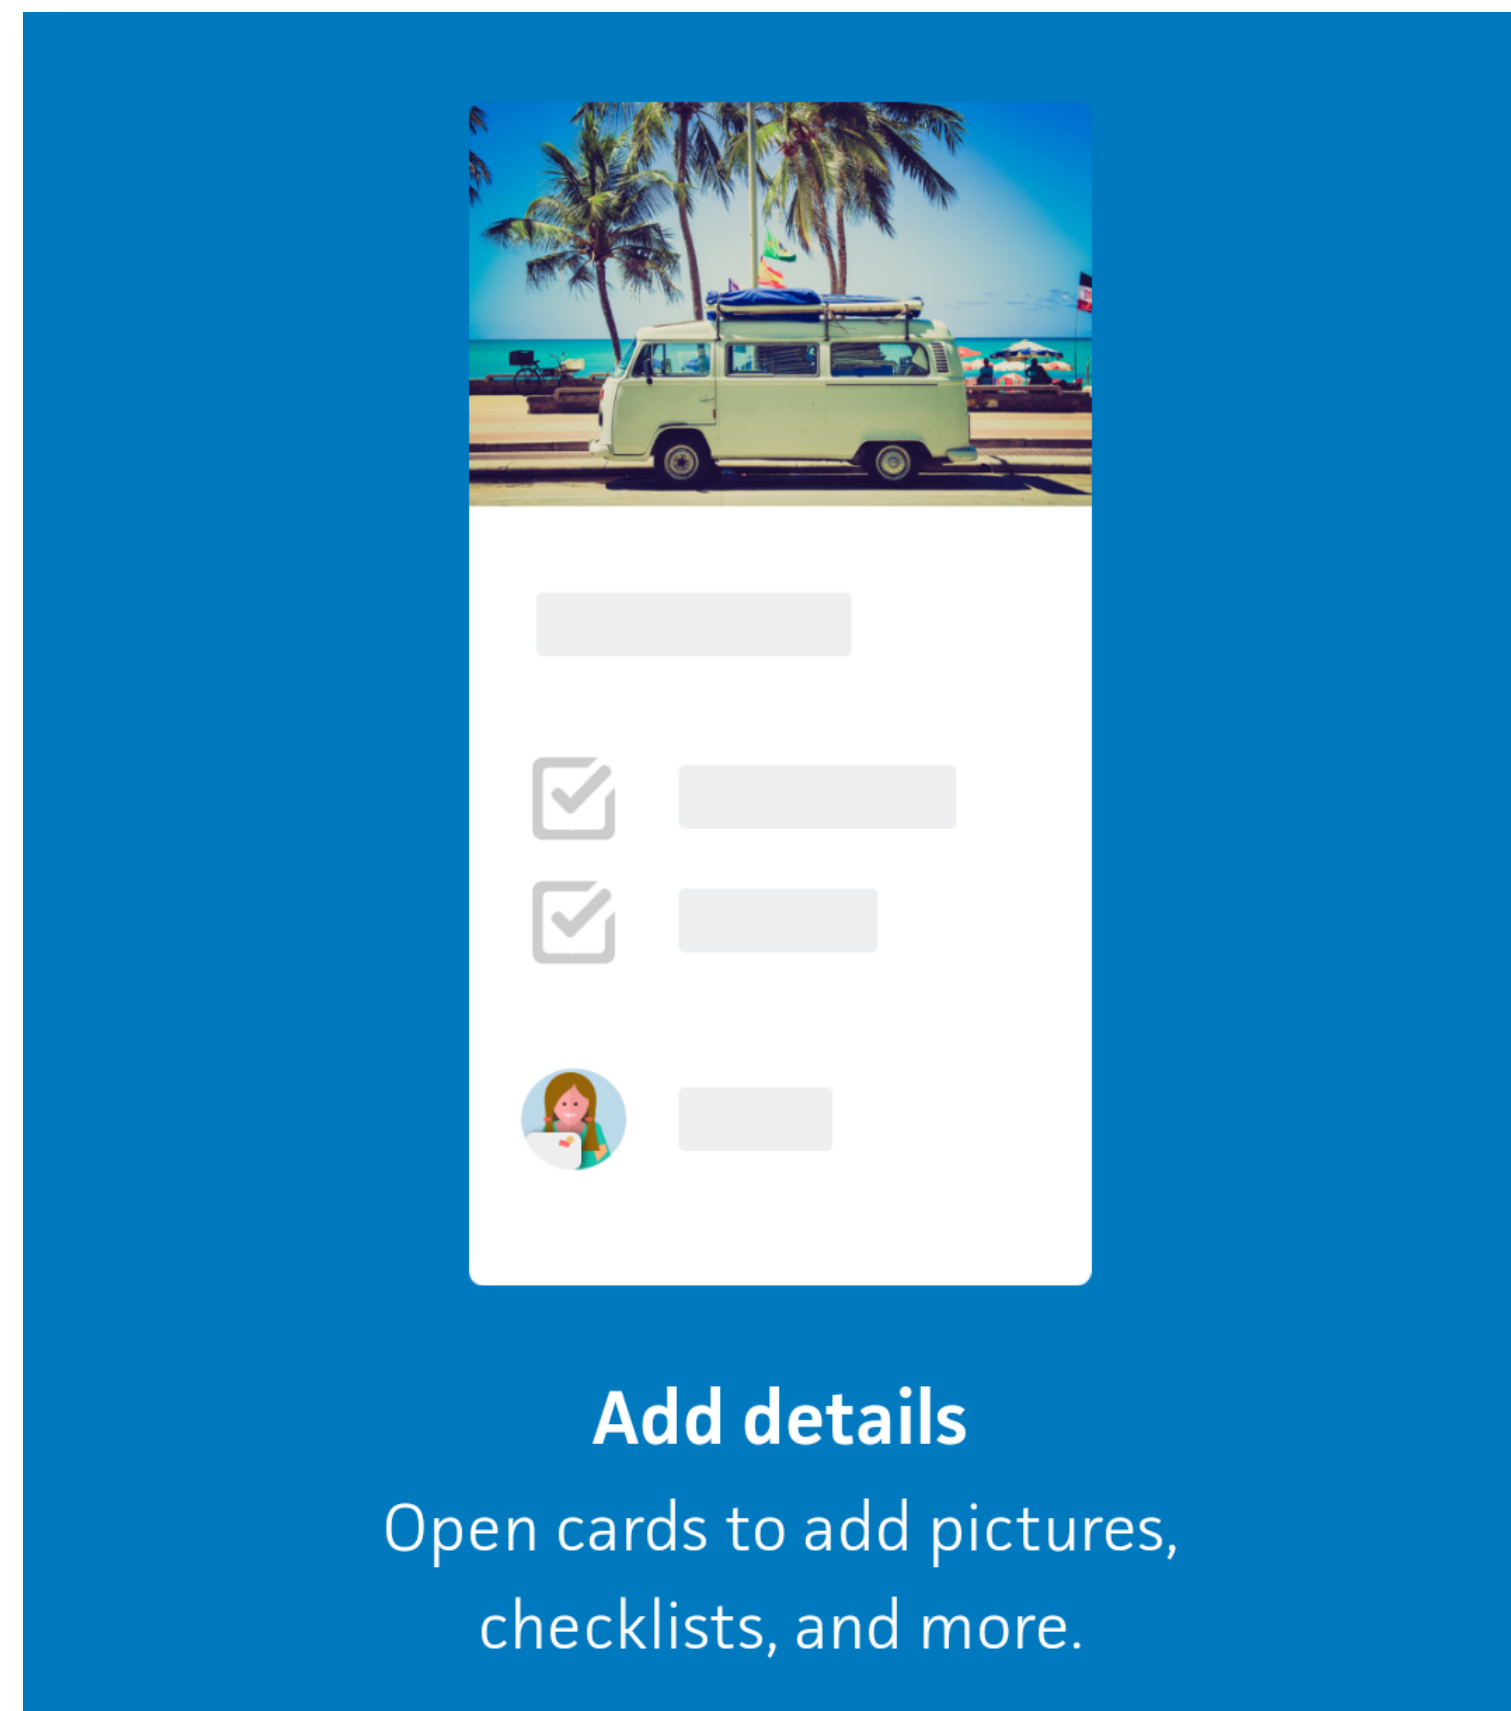 Add details
Open cards to add pictures,
checklists, and more.